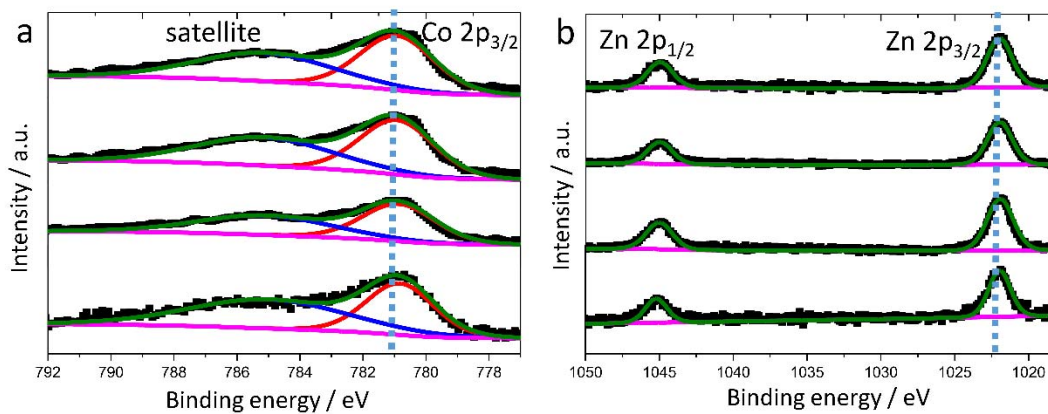 a
satellite
Co 2p3/2
Intensity / a.u.
792 790 788 786 784 782 780 778
Binding energy / eV
b
Zn 2p1/2
Zn 2p3/2
Intensity / a.u.
1050 1045 1040 1035 1030 1025 1020
Binding energy / eV